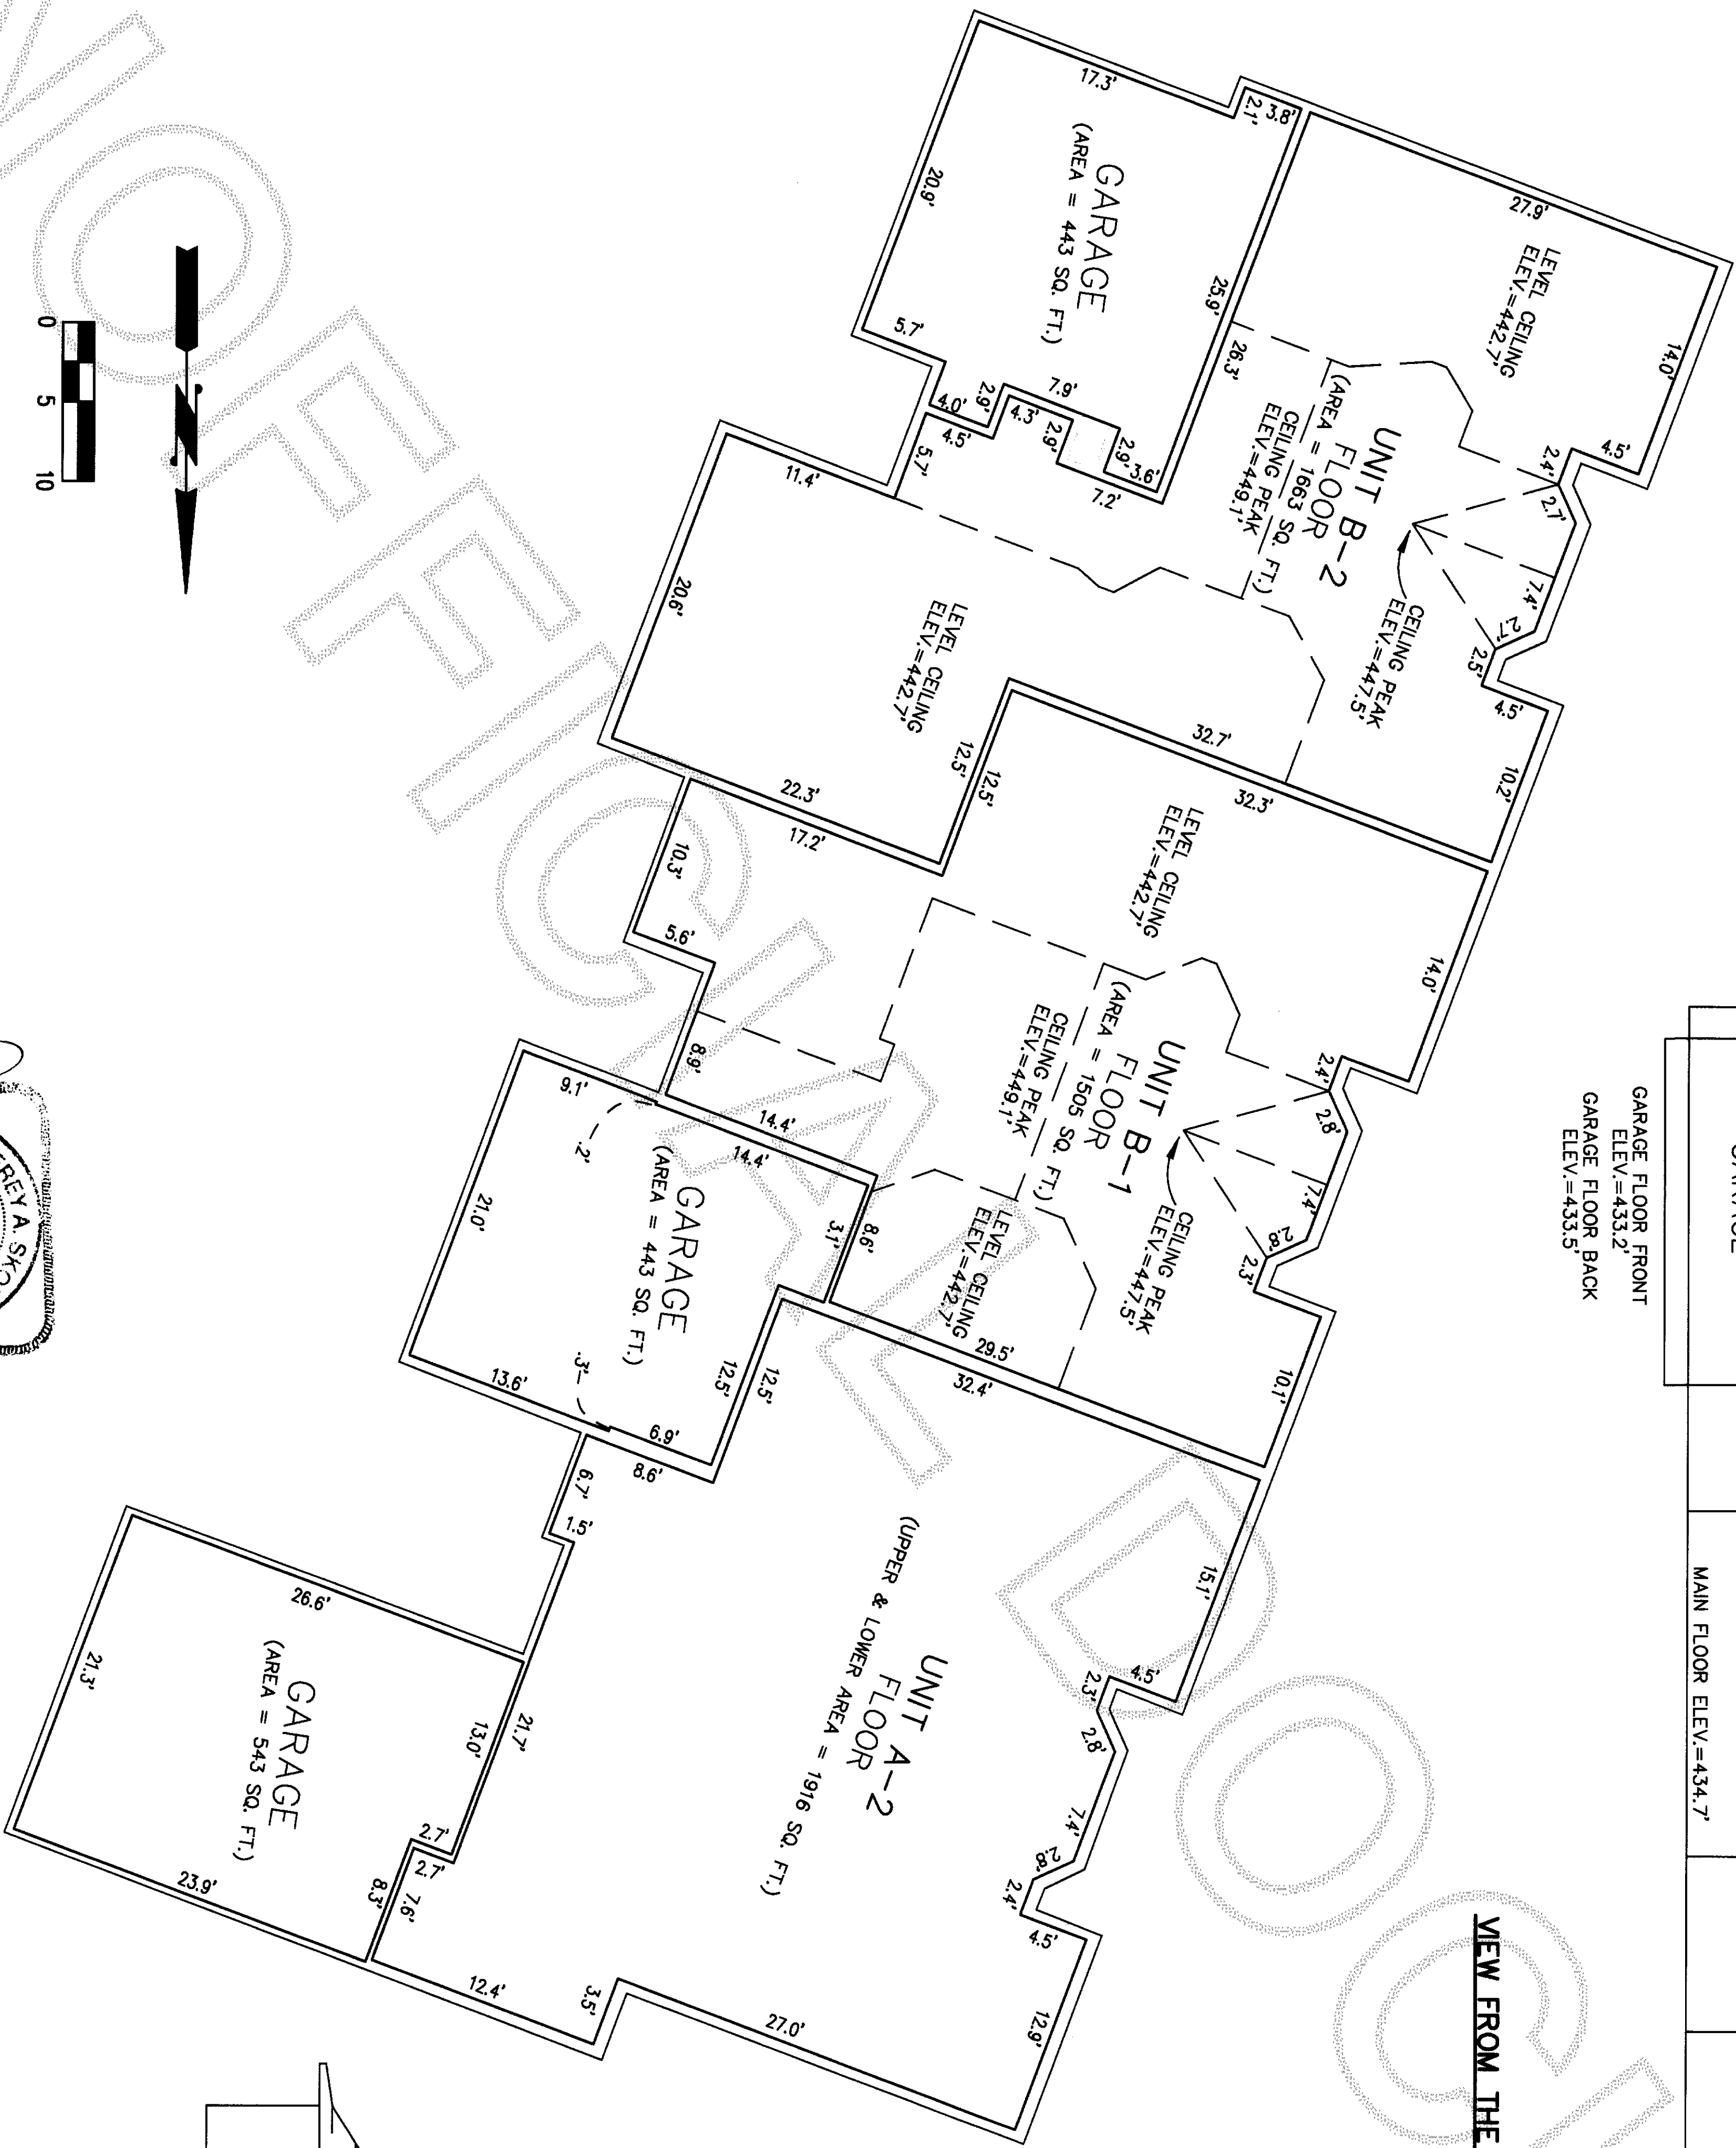 17.3'
2.1'
3.8'
GARAGE
(AREA = 443 SQ. FT.)
20.9'
25.9'
5.7'
4.0'
2.9'
7.9'
4.3'
2.9'
2.9'
3.6'
4.5'
5.7'
7.2'
27.9'
LEVEL CEILING
ELEV.=442.7'
14.0'
4.5'
2.4'
2.7'
7.4'
2.7'
2.5'
4.5'
10.2'
26.3'
UNIT B-2
FLOOR
(AREA = 1663 SQ. FT.)
CEILING PEAK
ELEV.=449.1'
CEILING PEAK
ELEV.=447.5'
11.4'
20.6'
LEVEL CEILING
ELEV.=442.7'
32.7'
12.5'
22.3'
12.5'
32.3'
17.2'
10.3'
5.6'
8.9'
LEVEL CEILING
ELEV.=442.7'
14.0'
2.4'
2.8'
7.4'
2.8'
2.3'
10.1'
UNIT B-1
FLOOR
(AREA = 1505 SQ. FT.)
CEILING PEAK
ELEV.=449.1'
CEILING PEAK
ELEV.=447.5'
LEVEL CEILING
ELEV.=442.7'
14.4'
8.6'
29.5'
9.1'
.2'
14.4'
3.1'
GARAGE
(AREA = 443 SQ. FT.)
21.0'
13.6'
.3'
6.9'
12.5'
12.5'
32.4'
8.6'
6.7'
1.5'
15.1'
4.5'
2.3'
2.8'
7.4'
2.8'
2.4'
4.5'
12.9'
UNIT A-2
FLOOR
(UPPER & LOWER AREA = 1916 SQ. FT.)
21.7'
2.7'
7.6'
12.4'
3.5'
27.0'
26.6'
13.0'
2.7'
8.3'
GARAGE
(AREA = 543 SQ. FT.)
21.3'
23.9'
GARAGE FLOOR FRONT
ELEV.=433.2'
GARAGE FLOOR BACK
ELEV.=433.5'
MAIN FLOOR ELEV.=434.7'
VIEW FROM THE
0 5 10
N
REY A. SKO
OFFICIAL DOC